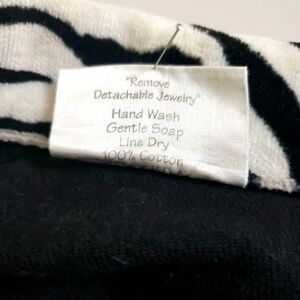 "Remove
Detachable Jewelry"
Hand Wash
Gentle Soap
Line Dry
100% Cotton